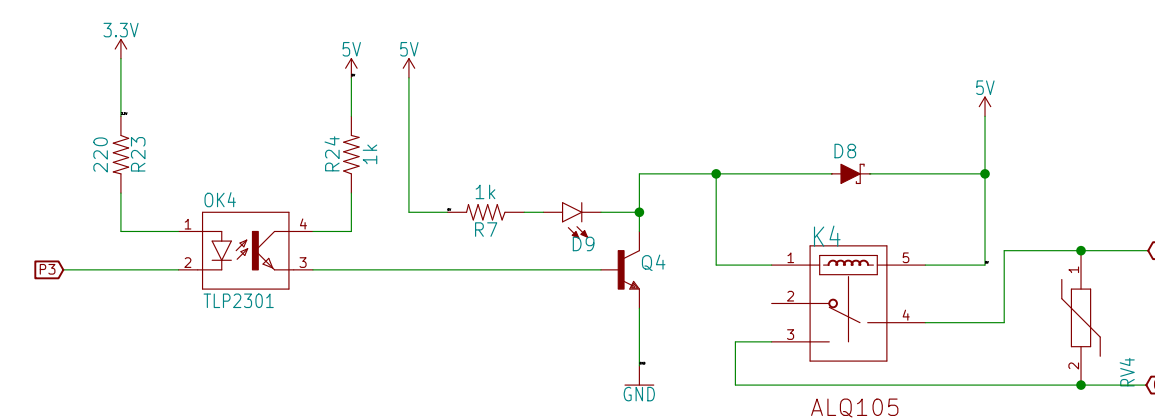 3.3V
5V
5V
5V
220
R23
R24
1k
D8
1k
R7
D9
OK4
1
4
2
3
TLP2301
P3
Q4
GND
K4
1
5
2
4
3
ALQ105
1
2
RV4